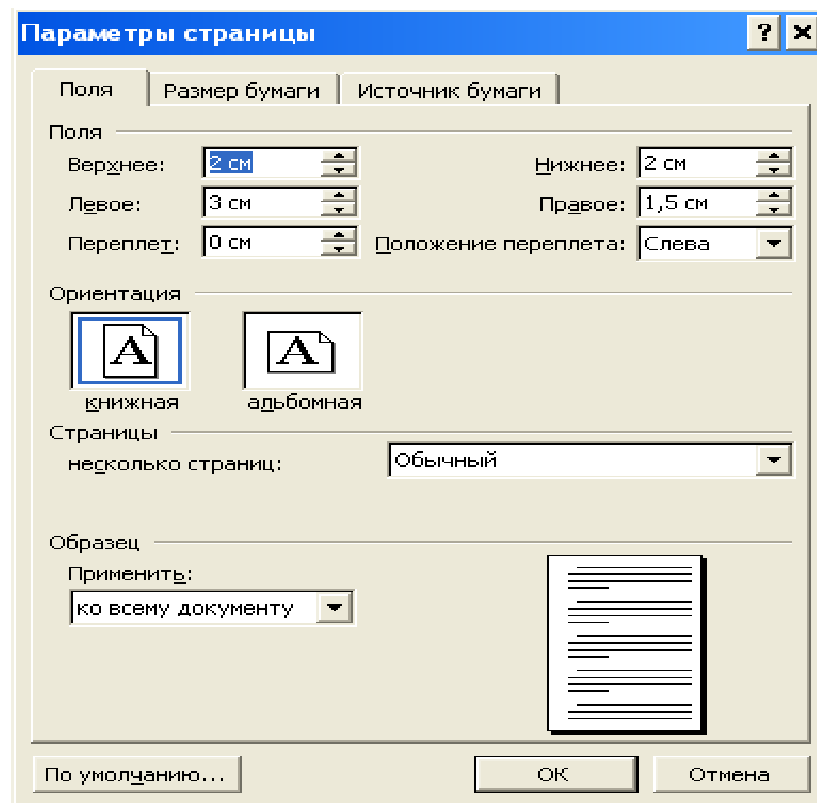 Параметры страницы ?
Поля Размер бумаги Источник бумаги
Поля
Верхнее: 2 см Нижнее: 2 см
Левое: 3 см Правое: 1,5 см
Переплет: 0 см Положение переплета: Слева
Ориентация
A A
книжная альбомная
Страницы
несколько страниц: Обычный
Образец
Применить:
ко всему документу
По умолчанию... ОК Отмена